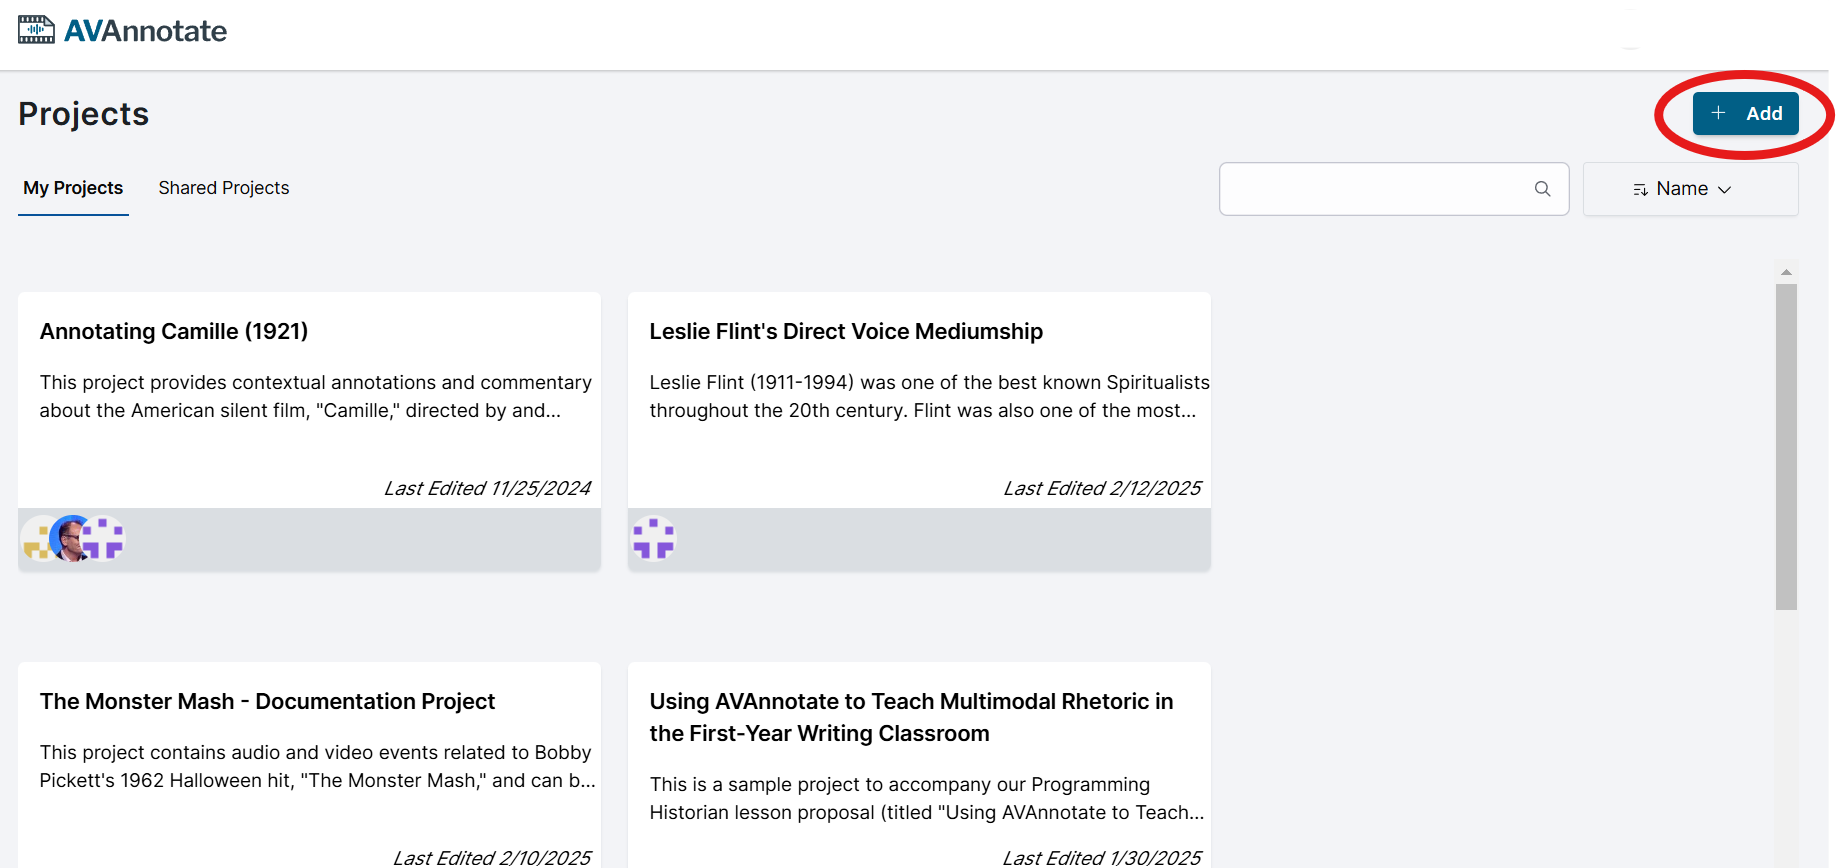 AVAnnotate
Projects
+ Add
My Projects
Shared Projects
Name
Annotating Camille (1921)
This project provides contextual annotations and commentary
about the American silent film, "Camille," directed by and...
Last Edited 11/25/2024
Leslie Flint's Direct Voice Mediumship
Leslie Flint (1911-1994) was one of the best known Spiritualists
throughout the 20th century. Flint was also one of the most...
Last Edited 2/12/2025
The Monster Mash - Documentation Project
This project contains audio and video events related to Bobby
Pickett's 1962 Halloween hit, "The Monster Mash," and can b...
Last Edited 2/10/2025
Using AVAnnotate to Teach Multimodal Rhetoric in
the First-Year Writing Classroom
This is a sample project to accompany our Programming
Historian lesson proposal (titled "Using AVAnnotate to Teach...
Last Edited 1/30/2025